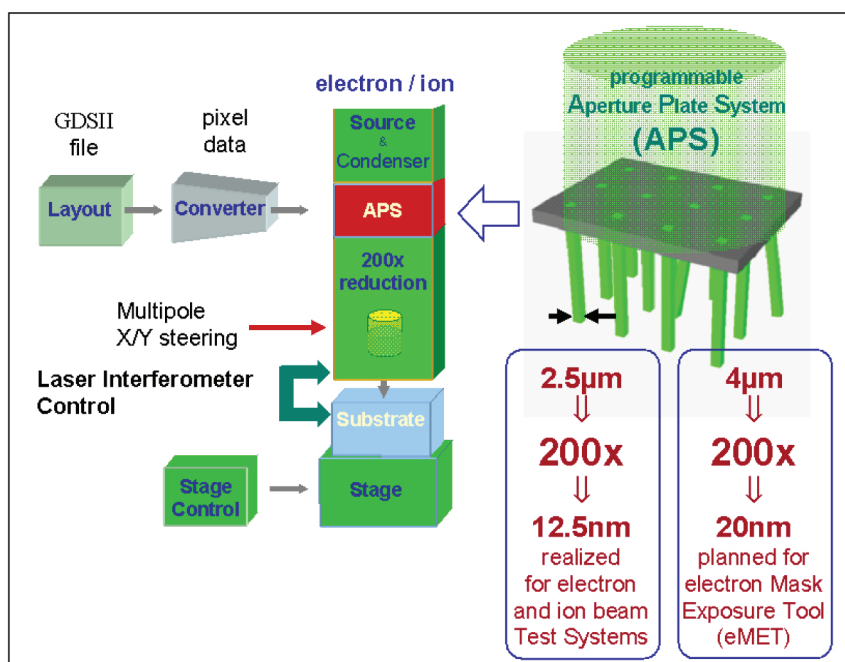 electron / ion
GDSII
file
pixel
data
Layout
Converter
Source
&
Condenser
APS
200x
reduction
Multipole
X/Y steering
Laser Interferometer
Control
Substrate
Stage
Control
Stage
programmable
Aperture Plate System
(APS)
2.5µm
⇓
200x
⇓
12.5nm
realized
for electron
and ion beam
Test Systems
4µm
⇓
200x
⇓
20nm
planned for
electron Mask
Exposure Tool
(eMET)